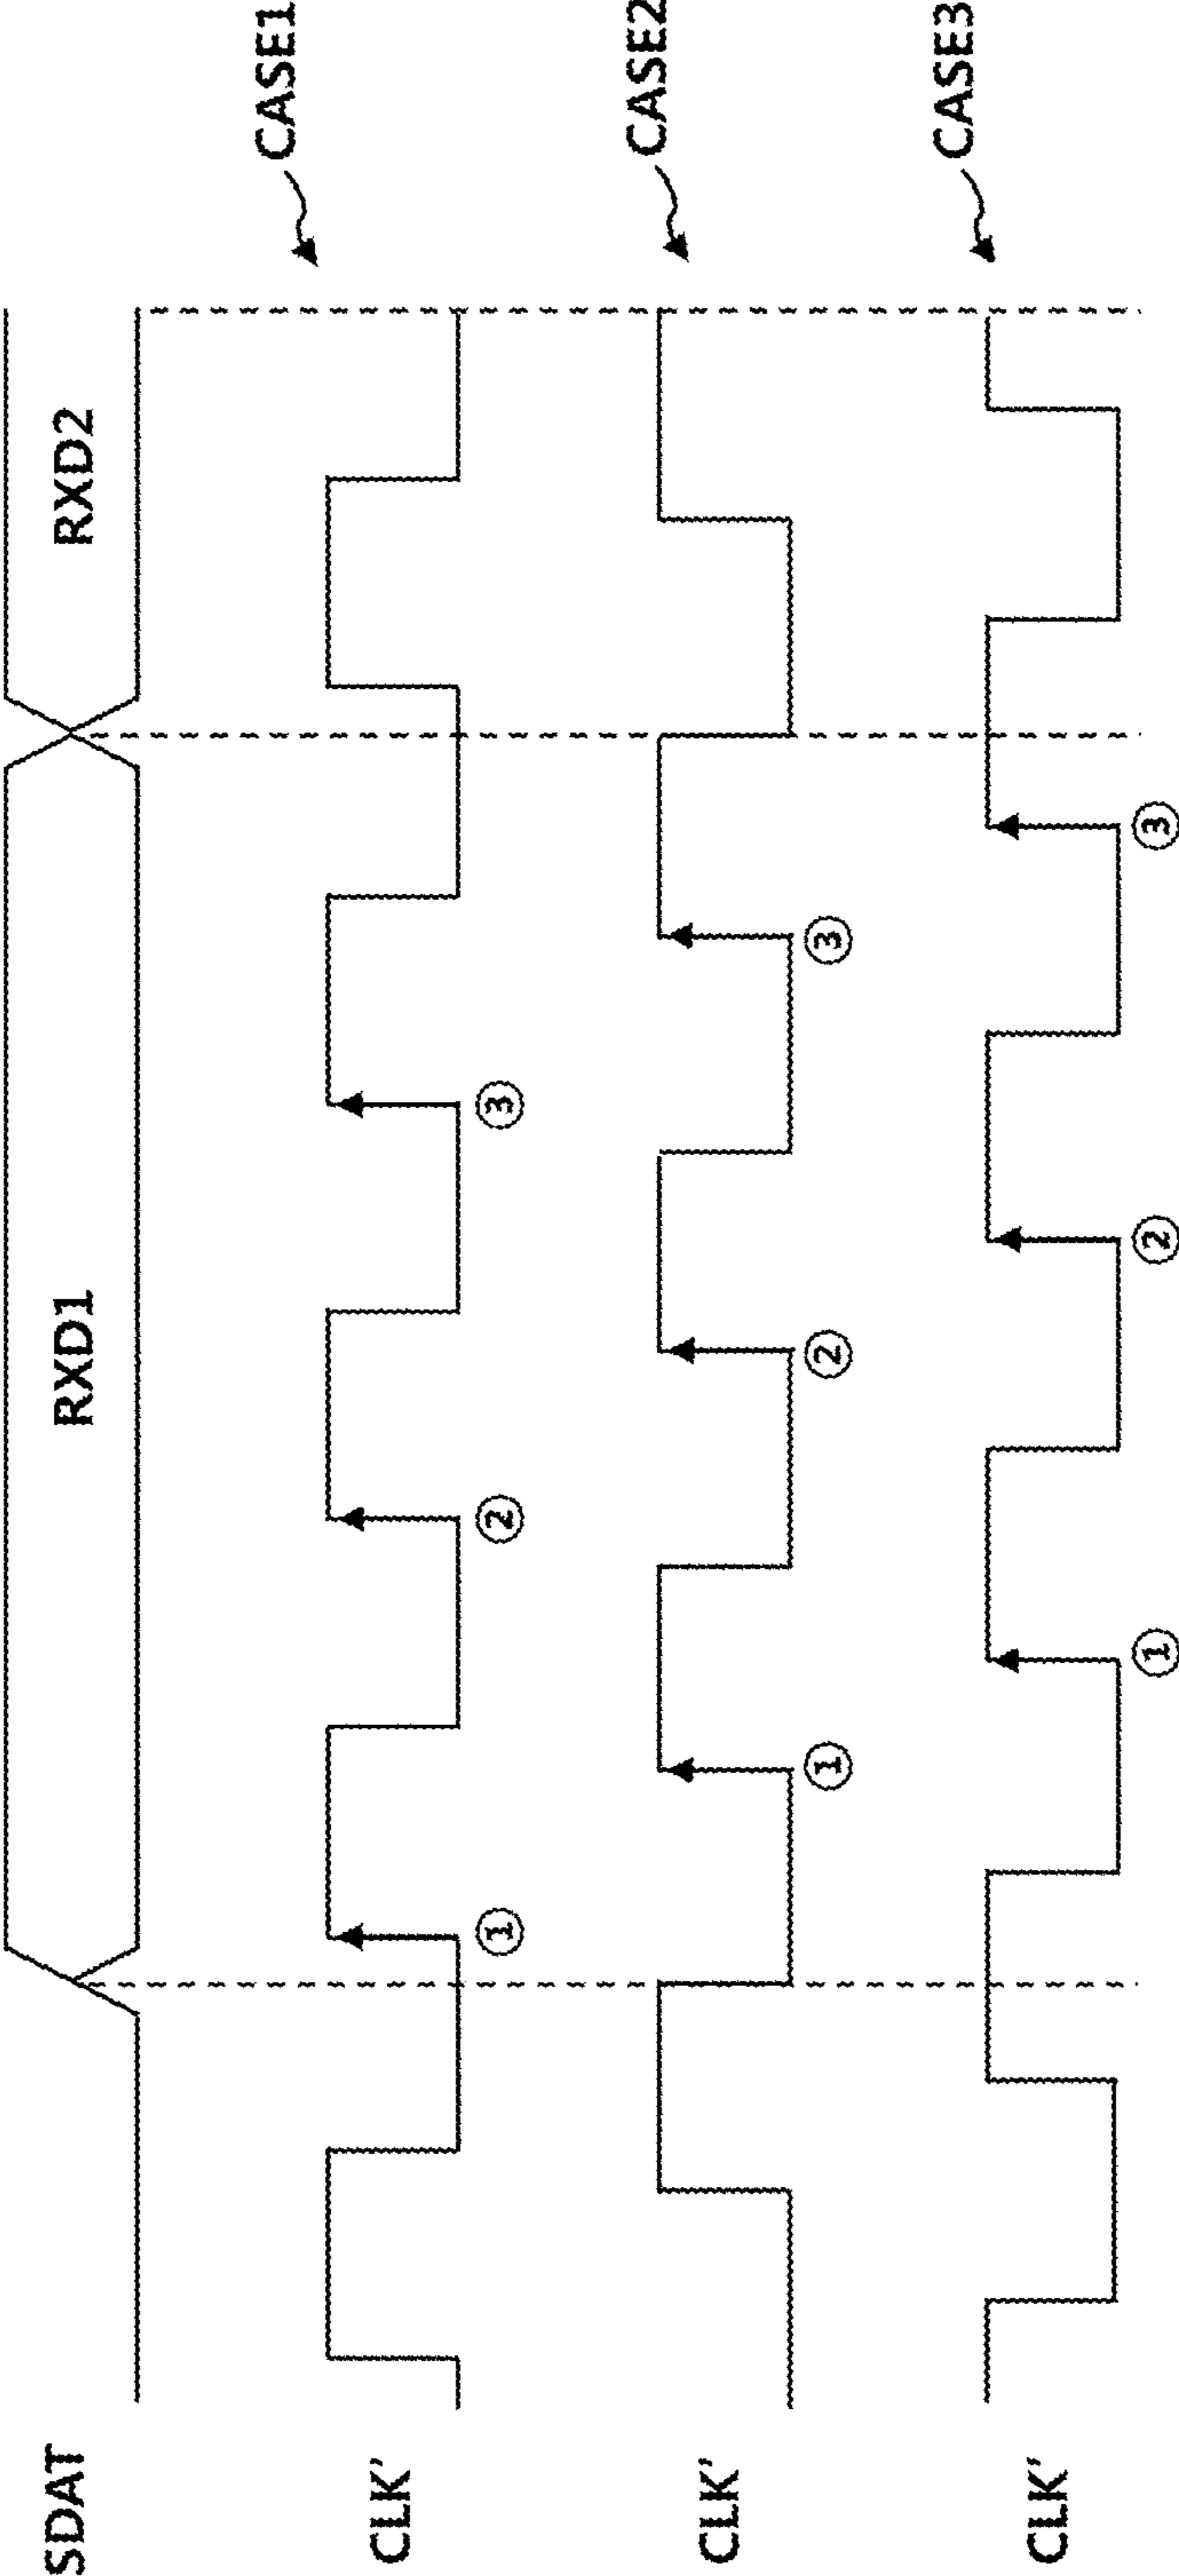 SDAT
RXD1
RXD2
CLK’
① ② ③
CASE1
CLK’
① ② ③
CASE2
CLK’
① ② ③
CASE3